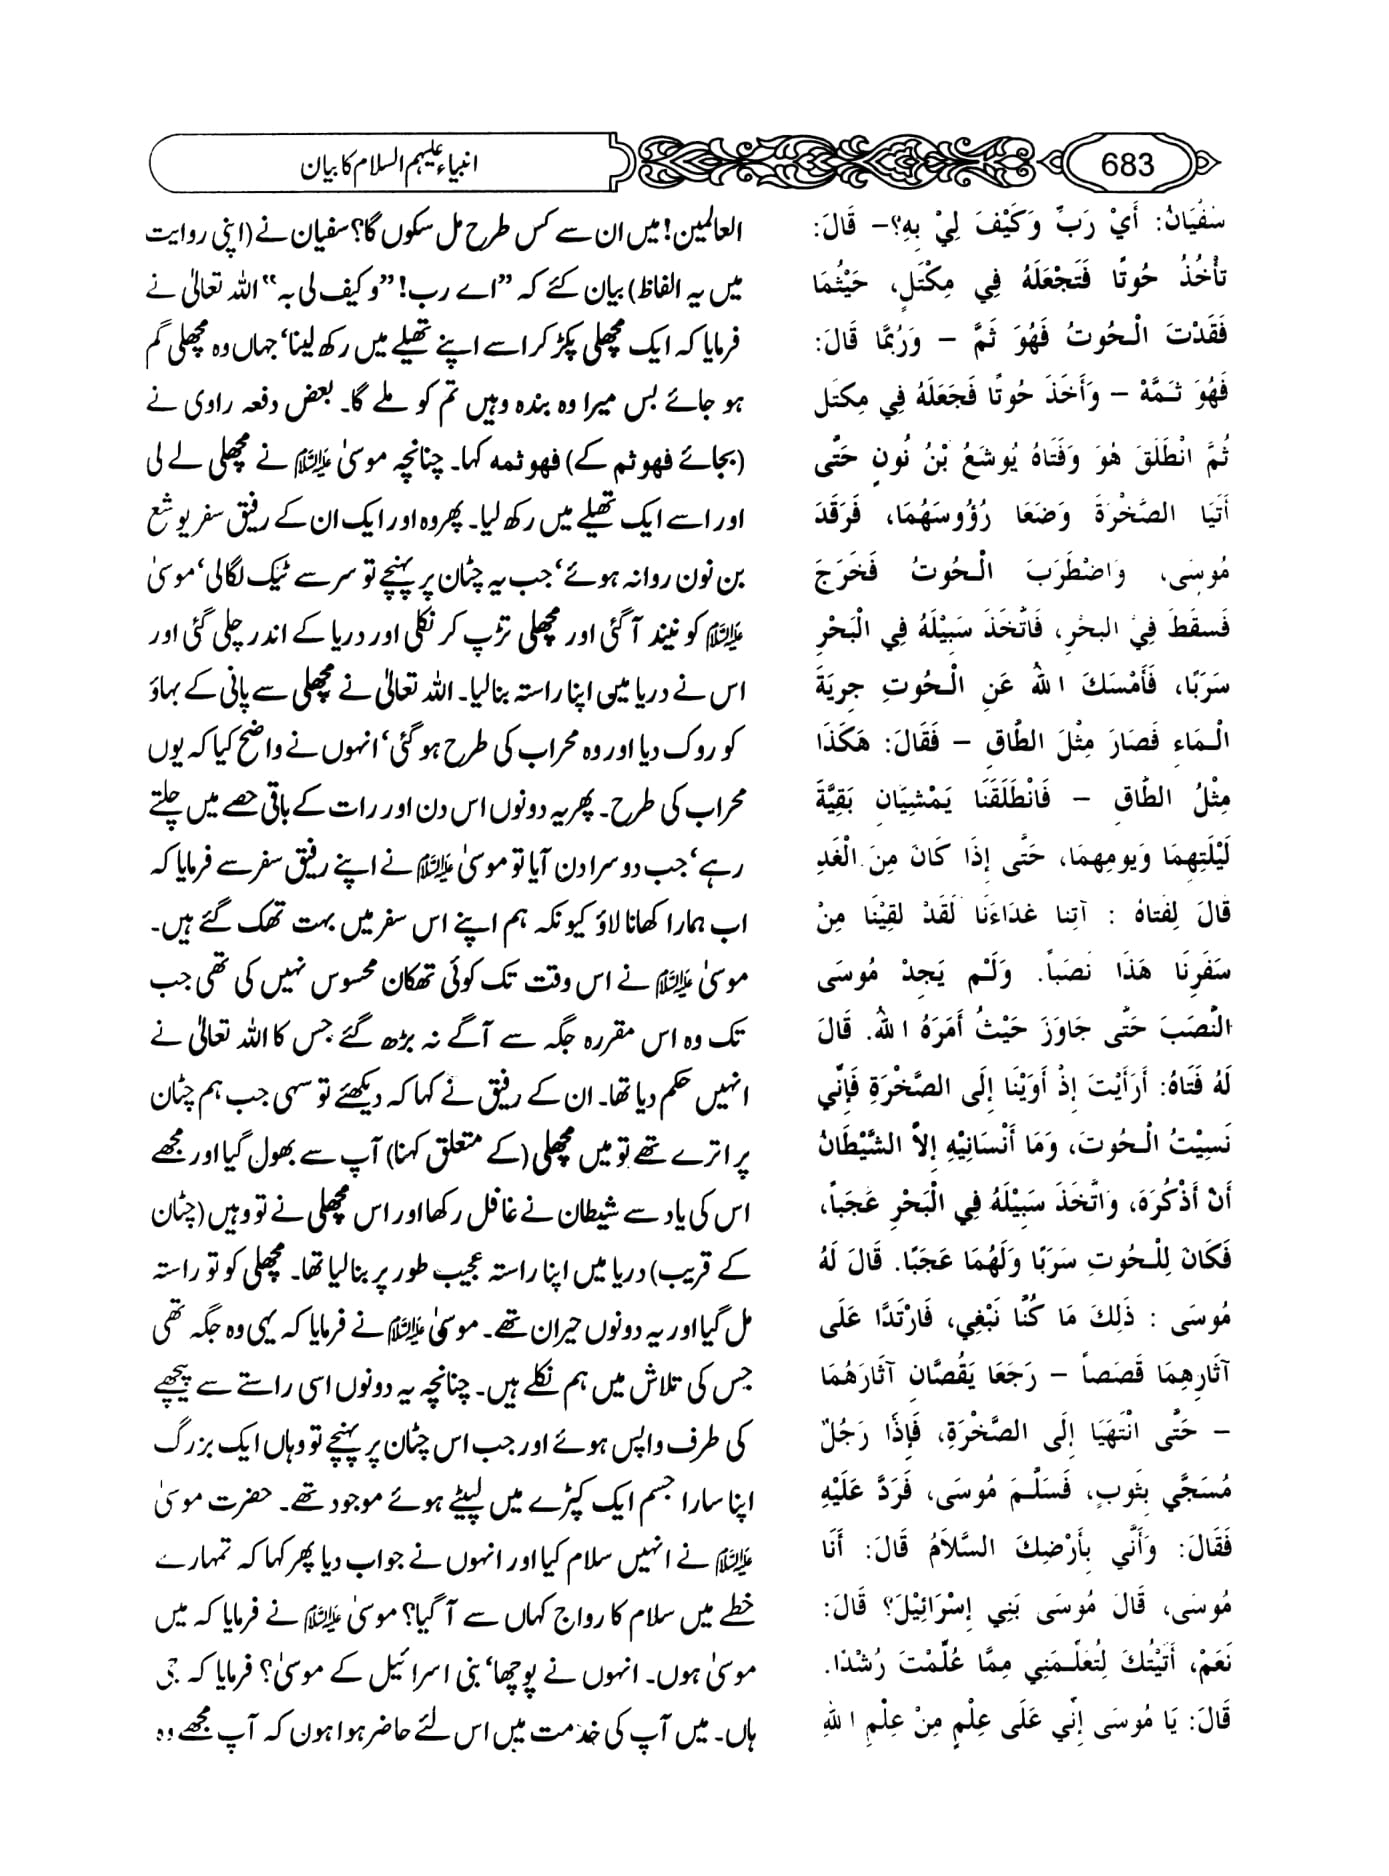 683
انبیاء علیہم السلام کا بیان
سُفْيَانُ: أَيْ رَبِّ وَكَيْفَ لِيْ بِهِ؟- قَالَ:
تَأْخُذُ حُوتًا فَتَجْعَلَهُ فِي مِكْتَلٍ، حَيْثُمَا
فَقَدْتَ الْحُوتُ فَهُوَ ثَمَّ – وَرُبَّمَا قَالَ:
فَهُوَ ثَمَّهْ – وَأَخَذَ حُوتًا فَجَعَلَهُ فِي مِكْتَل
ثُمَّ انْطَلَقَ هُوَ وَفَتَاهُ يُوشَعُ بْنُ نُونٍ حَتَّى
أَتَيَا الصَّخْرَةَ وَضَعَا رُؤُوسَهُمَا، فَرَقَدَ
مُوسَى، وَاضْطَرَبَ الْحُوتُ فَخَرَجَ
فَسقَطَ فِيْ البحْرِ، فَاتَّخَذَ سَبِيْلَهُ فِي الْبَحْرِ
سَرَبًا، فَأَمْسَكَ اللهُ عَنِ الْحُوتِ جِريَةَ
الْمَاءِ فَصَارَ مِثْلَ الطَّاقِ – فَقَالَ: هَكَذَا
مِثْلُ الطَّاقِ – فَانْطَلَقَنَا يَمْشِيَانِ بَقِيَّةَ
لَيْلَتِهِمَا وَيَومِهِمَا، حَتَّى إِذَا كَانَ مِنَ الْغَدِ
قَالَ لِفَتاهُ : آتِنا غدَاءَنَا لَقَدْ لقِيْنَا مِنْ
سَفَرِنَا هَذَا نَصَبًا. وَلَمْ يَجِدْ مُوسَى
النَّصَبَ حَتَّى جَاوَزَ حَيْثُ أَمَرَهُ اللهُ. قَالَ
لَهُ فَتَاهُ: أَرَأَيْتَ إِذْ أَوَيْنَا إِلَى الصَّخْرَةِ فَإِنِّي
نَسِيْتُ الْحُوتَ، وَمَا أَنْسَانِيْهِ إِلاَّ الشَّيْطَانُ
أَنْ أَذْكُرَهُ، وَاتَّخَذَ سَبِيْلَهُ فِي الْبَحْرِ عَجَباً،
فَكَانَ لِلْحُوتِ سَرَبًا وَلَهُمَا عَجَبًا. قَالَ لَهُ
مُوسَى : ذَلِكَ مَا كُنَّا نَبْغِي، فَارْتَدَّا عَلَى
آثَارِهِمَا قَصَصاً – رَجَعَا يَقُصَّانِ آثَارَهُمَا
– حَتَّى انْتَهَيَا إِلَى الصَّخْرَةِ، فَإِذَا رَجُلٌ
مُسَجًّي بِثَوبٍ، فَسَلَّمَ مُوسَى، فَرَدَّ عَلَيْهِ
فَقَالَ: وَأَنَّي بِأَرْضِكَ السَّلاَمُ قَالَ: أَنَا
مُوسَى، قَالَ مُوسَى بَنِي إِسْرَائِيْلَ؟ قَالَ:
نَعَمْ، أَتَيْتُكَ لِتُعَلِّمَنِي مِمَّا عُلِّمْتَ رُشْدًا.
قَالَ: يَا مُوسَى إِنِّي عَلَى عِلْمٍ مِنْ عِلْمِ اللهِ
العالمین! میں ان سے کس طرح مل سکوں گا؟ سفیان نے (اپنی روایت
میں یہ الفاظ) بیان کئے کہ ”اے رب!“ ”وکیف لی بہ“ اللہ تعالیٰ نے
فرمایا کہ ایک مچھلی پکڑ کر اسے اپنے تھیلے میں رکھ لینا‘ جہاں وہ مچھلی گم
ہو جائے بس میرا وہ بندہ وہیں تم کو ملے گا۔ بعض دفعہ راوی نے
(بجائے فهو ثم کے) فهو ثمه کہا۔ چنانچہ موسیٰ علیہ السلام نے مچھلی لے لی
اور اسے ایک تھیلے میں رکھ لیا۔ پھر وہ اور ایک ان کے رفیق سفر یوشع
بن نون روانہ ہوئے‘ جب یہ چٹان پر پہنچے تو سر سے ٹیک لگالی‘ موسیٰ
علیہ السلام کو نیند آ گئی اور مچھلی تڑپ کر نکلی اور دریا کے اندر چلی گئی اور
اس نے دریا میں اپنا راستہ بنالیا۔ اللہ تعالیٰ نے مچھلی سے پانی کے بہاؤ
کو روک دیا اور وہ محراب کی طرح ہو گئی‘ انہوں نے واضح کیا کہ یوں
محراب کی طرح۔ پھر یہ دونوں اس دن اور رات کے باقی حصے میں چلتے
رہے‘ جب دوسرا دن آیا تو موسیٰ علیہ السلام نے اپنے رفیق سفر سے فرمایا کہ
اب ہمارا کھانا لاؤ کیونکہ ہم اپنے اس سفر میں بہت تھک گئے ہیں۔
موسیٰ علیہ السلام نے اس وقت تک کوئی تھکان محسوس نہیں کی تھی جب
تک وہ اس مقررہ جگہ سے آگے نہ بڑھ گئے جس کا اللہ تعالیٰ نے
انہیں حکم دیا تھا۔ ان کے رفیق نے کہا کہ دیکھئے تو سہی جب ہم چٹان
پر اترے تھے تو میں مچھلی (کے متعلق کہنا) آپ سے بھول گیا اور مجھے
اس کی یاد سے شیطان نے غافل رکھا اور اس مچھلی نے تو وہیں (چٹان
کے قریب) دریا میں اپنا راستہ عجیب طور پر بنالیا تھا۔ مچھلی کو تو راستہ
مل گیا اور یہ دونوں حیران تھے۔ موسیٰ علیہ السلام نے فرمایا کہ یہی وہ جگہ تھی
جس کی تلاش میں ہم نکلے ہیں۔ چنانچہ یہ دونوں اسی راستے سے پیچھے
کی طرف واپس ہوئے اور جب اس چٹان پر پہنچے تو وہاں ایک بزرگ
اپنا سارا جسم ایک کپڑے میں لپیٹے ہوئے موجود تھے۔ حضرت موسیٰ
علیہ السلام نے انہیں سلام کیا اور انہوں نے جواب دیا پھر کہا کہ تمہارے
خطے میں سلام کا رواج کہاں سے آ گیا؟ موسیٰ علیہ السلام نے فرمایا کہ میں
موسیٰ ہوں۔ انہوں نے پوچھا‘ بنی اسرائیل کے موسیٰ؟ فرمایا کہ جی
ہاں۔ میں آپ کی خدمت میں اس لئے حاضر ہوا ہوں کہ آپ مجھے وہ